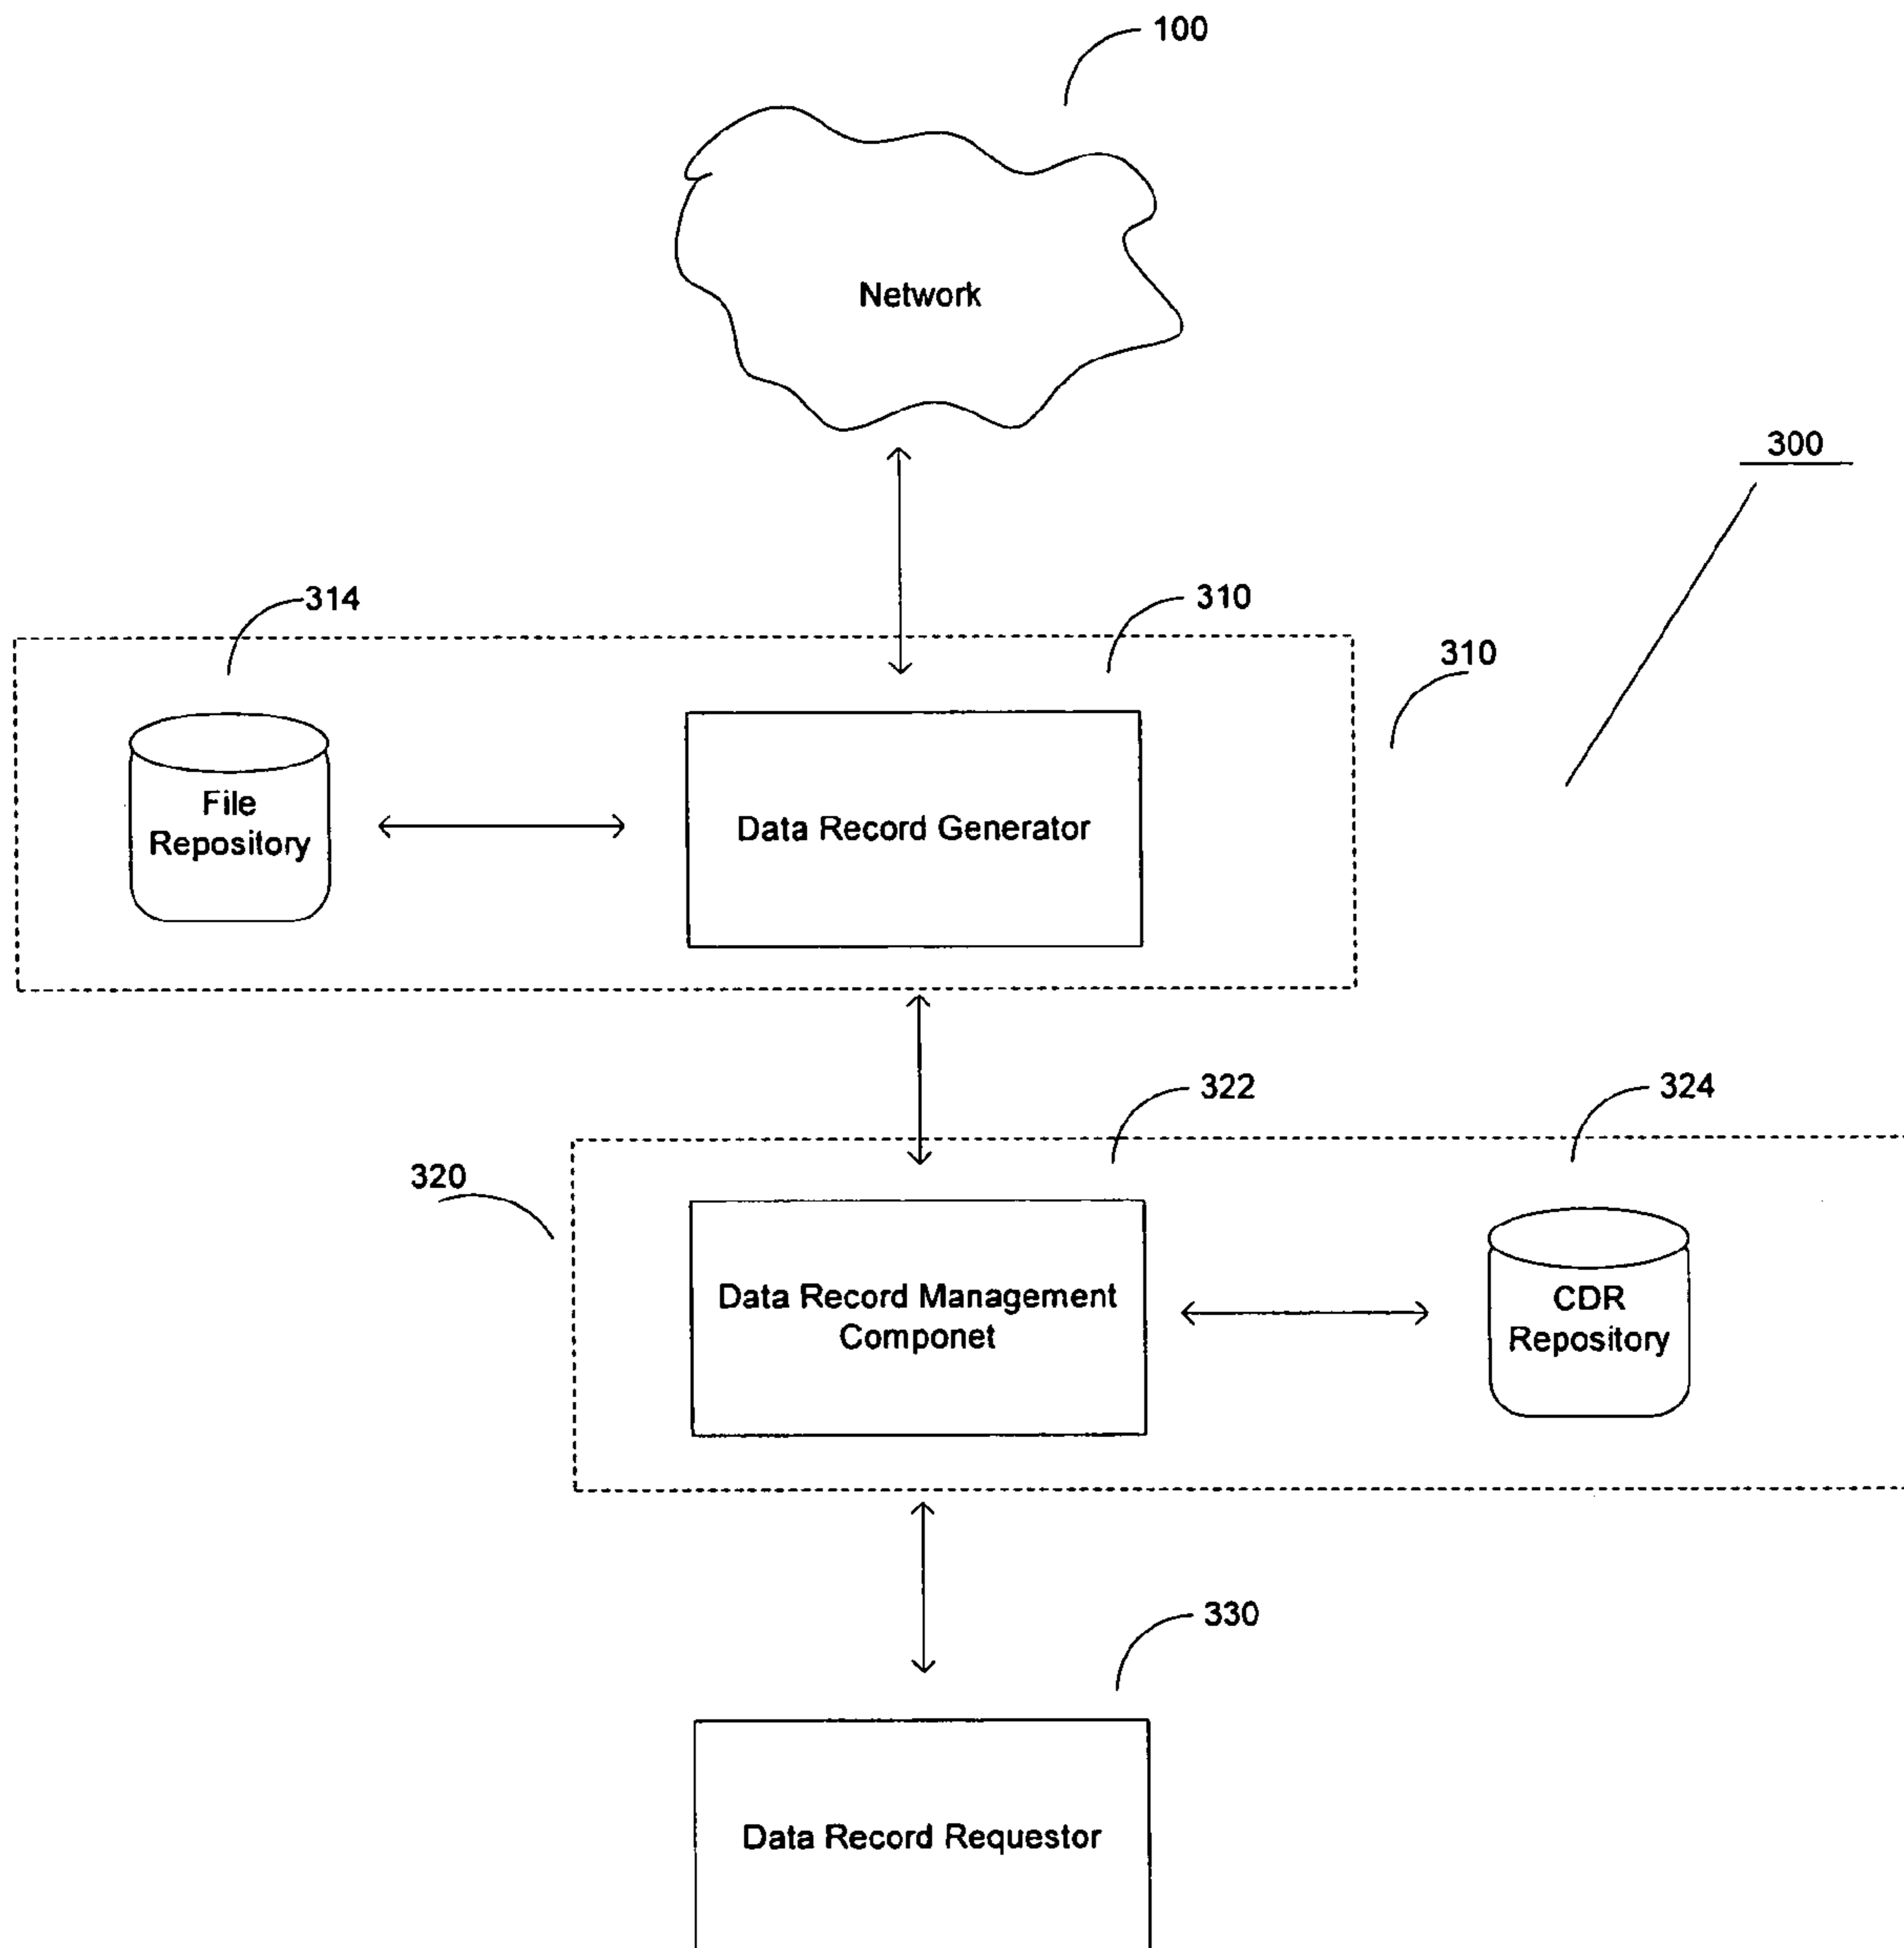 100
Network
300
314
310
310
File
Repository
Data Record Generator
322
324
320
Data Record Management
Componet
CDR
Repository
330
Data Record Requestor